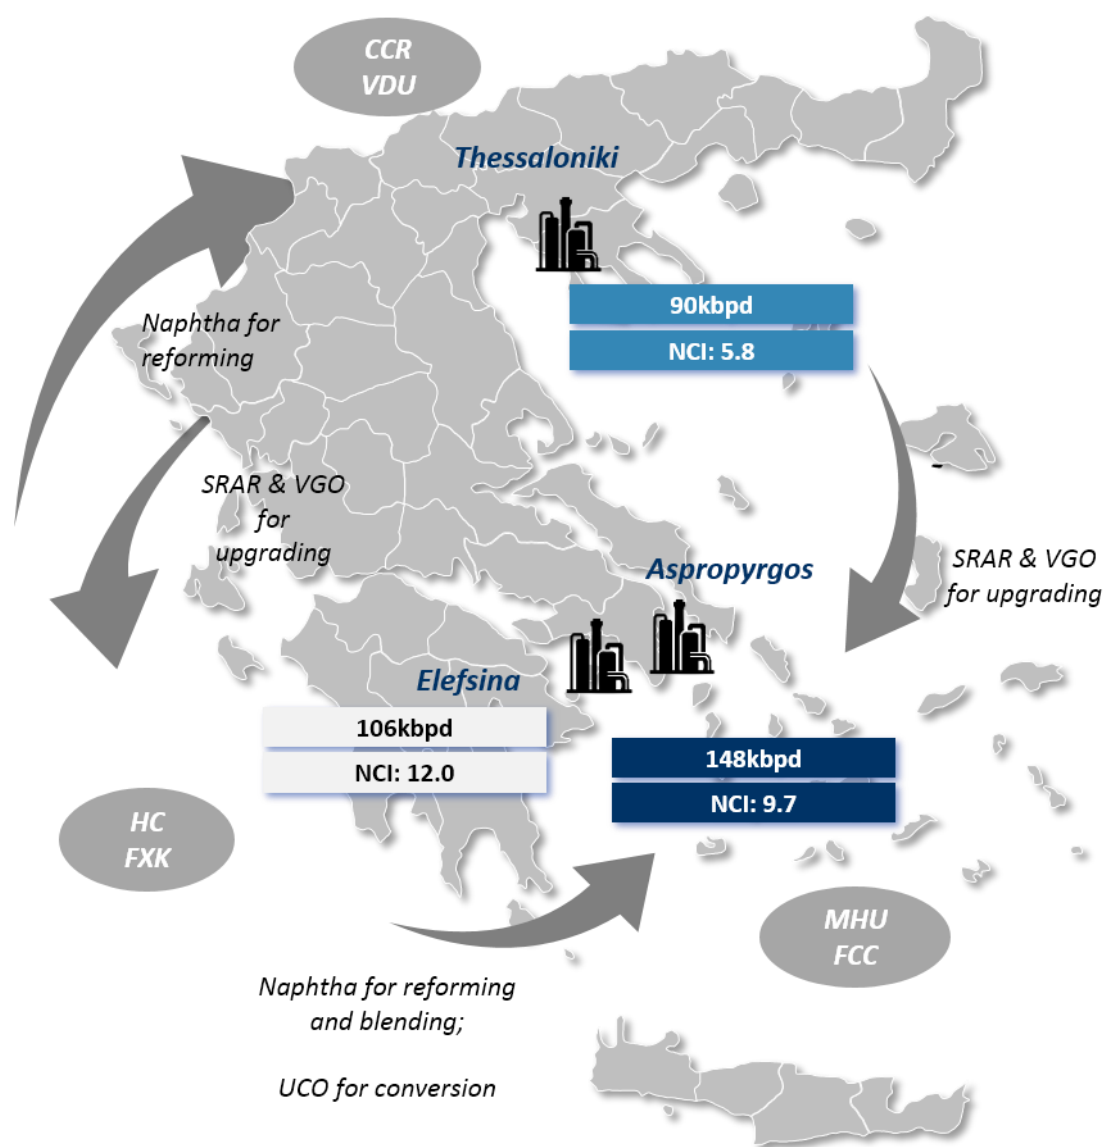 CCR
VDU
Thessaloniki
90kbpd
NCI: 5.8
Naphtha for
reforming
SRAR & VGO
for
upgrading
SRAR & VGO
for upgrading
Aspropyrgos
Elefsina
106kbpd
NCI: 12.0
148kbpd
NCI: 9.7
HC
FXK
MHU
FCC
Naphtha for reforming
and blending;
UCO for conversion